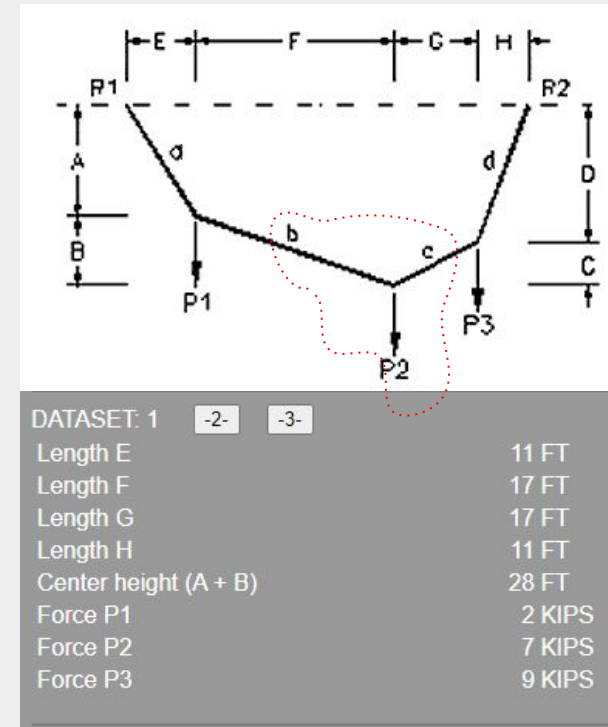 E F G H
R1 R2
a d
A D
b c
B C
P1 P3
P2
DATASET: 1 -2- -3-
Length E 11 FT
Length F 17 FT
Length G 17 FT
Length H 11 FT
Center height (A + B) 28 FT
Force P1 2 KIPS
Force P2 7 KIPS
Force P3 9 KIPS